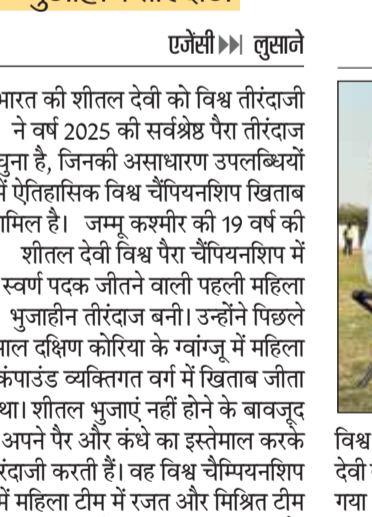 एजेंसी ▶▶| लुसाने
भारत की शीतल देवी को विश्व तीरंदाजी
ने वर्ष 2025 की सर्वश्रेष्ठ पैरा तीरंदाज
चुना है, जिनकी असाधारण उपलब्धियों
में ऐतिहासिक विश्व चैंपियनशिप खिताब
शामिल है। जम्मू कश्मीर की 19 वर्ष की
शीतल देवी विश्व पैरा चैंपियनशिप में
स्वर्ण पदक जीतने वाली पहली महिला
भुजाहीन तीरंदाज बनी। उन्होंने पिछले
साल दक्षिण कोरिया के ग्वांग्जू में महिला
कंपाउंड व्यक्तिगत वर्ग में खिताब जीता
था। शीतल भुजाएं नहीं होने के बावजूद
अपने पैर और कंधे का इस्तेमाल करके
तीरंदाजी करती हैं। वह विश्व चैम्पियनशिप
में महिला टीम में रजत और मिश्रित टीम
विश्व
देवी
गया